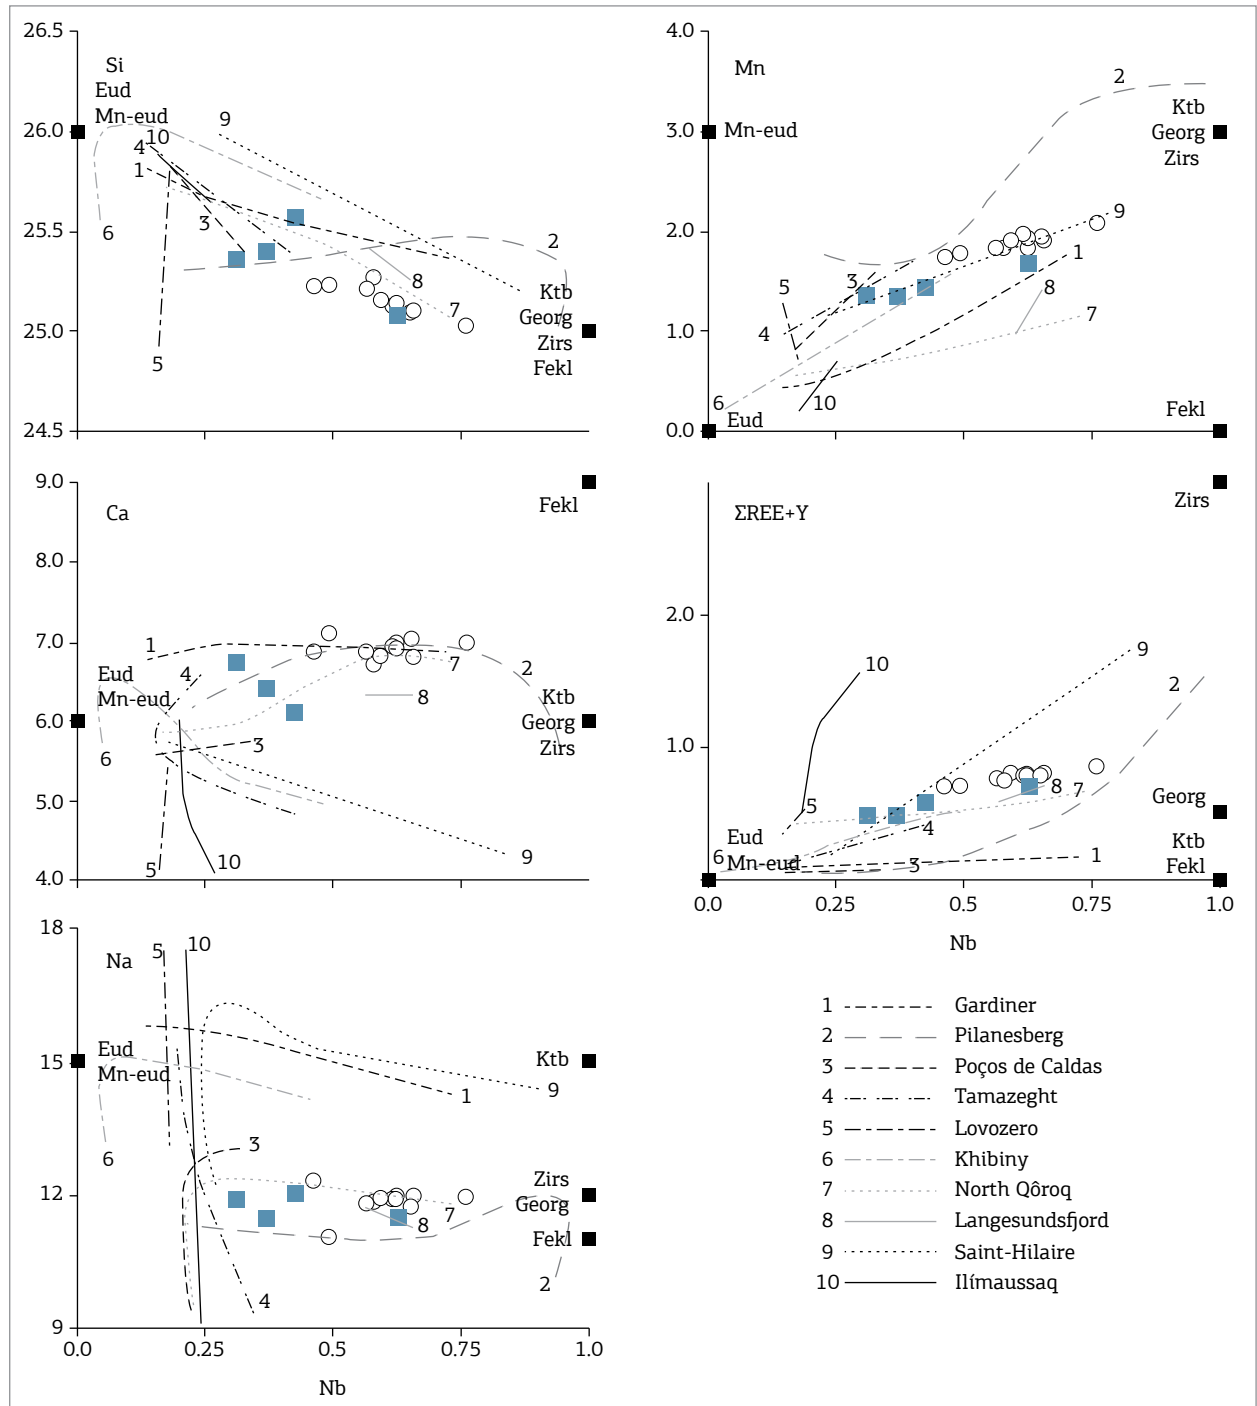 26.5
26.0
25.5
25.0
24.5
Si
Eud
Mn-eud
10
4
1
9
3
6
5
2
8
7
Ktb
Georg
Zirs
Fekl
4.0
3.0
2.0
1.0
0.0
Mn
Mn-eud
2
Ktb
Georg
Zirs
9
1
3
5
8
4
7
6
10
Eud
Fekl
9.0
8.0
7.0
6.0
5.0
4.0
Ca
Fekl
1
4
Eud
Mn-eud
7
2
8
Ktb
Georg
Zirs
6
3
5
10
9
2.0
1.0
ΣREE+Y
Zirs
10
9
2
5
8
7
Georg
4
Eud
Mn-eud
6
3
1
Ktb
Fekl
0.0 0.25 0.5 0.75 1.0
Nb
18
15
12
9
Na
5
10
Eud
Mn-eud
Ktb
9
1
6
3
Zirs
Georg
7
8
Fekl
4
2
0.0 0.25 0.5 0.75 1.0
Nb
1 Gardiner
2 Pilanesberg
3 Poços de Caldas
4 Tamazeght
5 Lovozero
6 Khibiny
7 North Qôroq
8 Langesundsfjord
9 Saint-Hilaire
10 Ilímaussaq